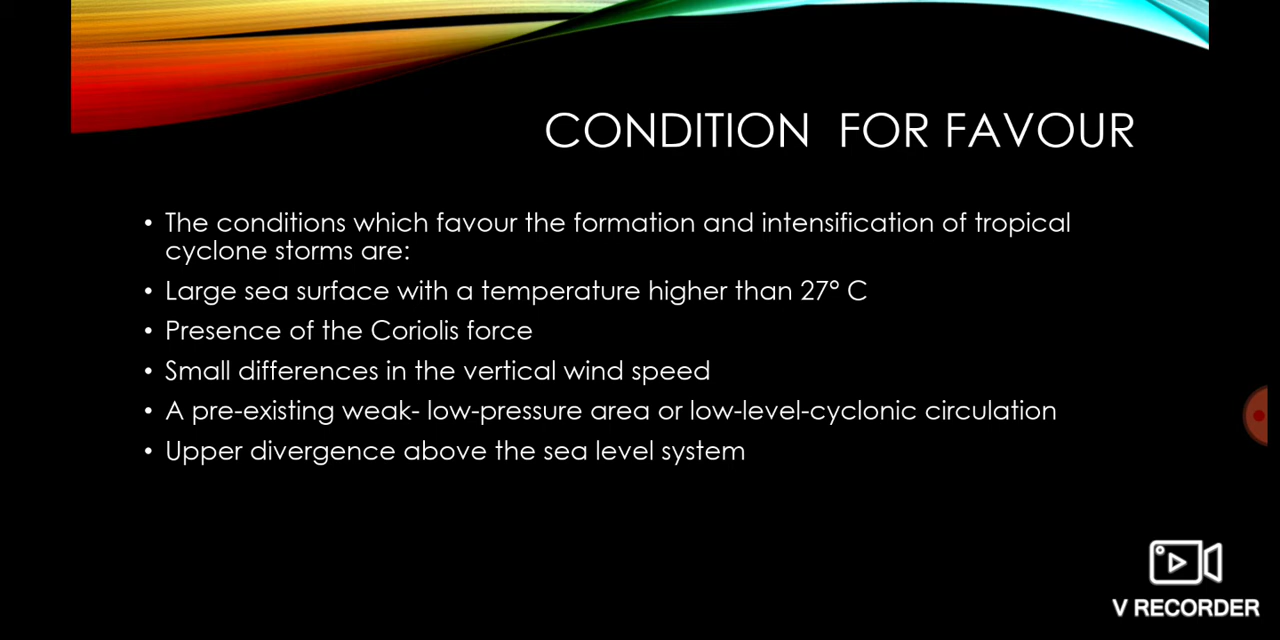 CONDITION FOR FAVOUR
• The conditions which favour the formation and intensification of tropical
cyclone storms are:
• Large sea surface with a temperature higher than 27° C
• Presence of the Coriolis force
• Small differences in the vertical wind speed
• A pre-existing weak- low-pressure area or low-level-cyclonic circulation
• Upper divergence above the sea level system
V RECORDER